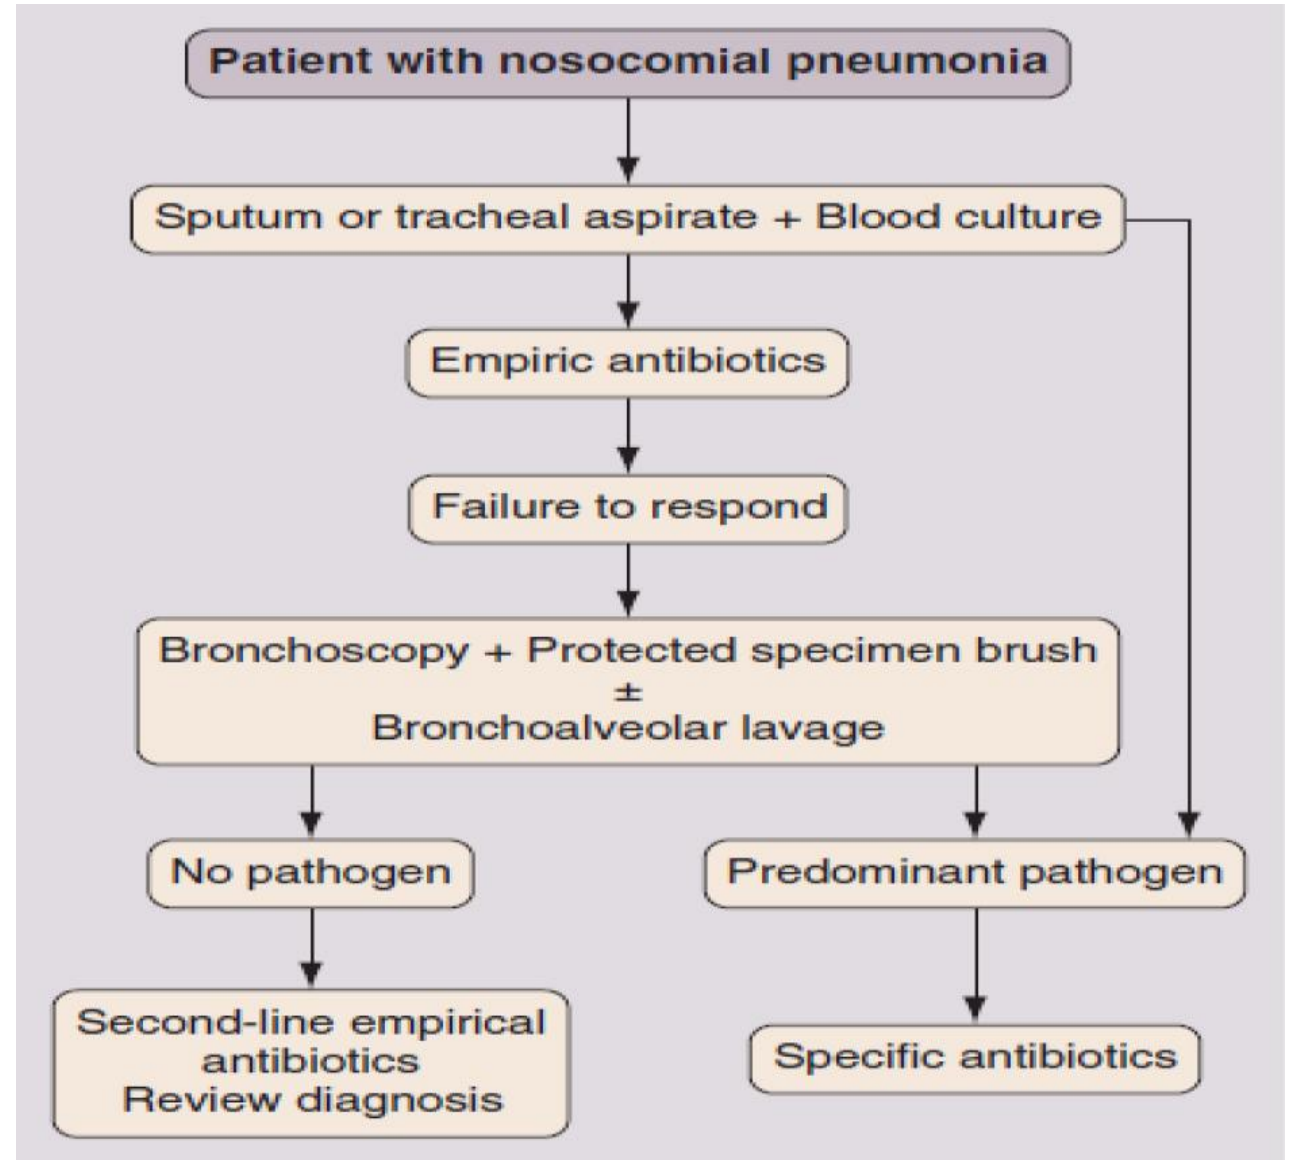 Patient with nosocomial pneumonia
Sputum or tracheal aspirate + Blood culture
Empiric antibiotics
Failure to respond
Bronchoscopy + Protected specimen brush
±
Bronchoalveolar lavage
No pathogen
Predominant pathogen
Second-line empirical
antibiotics
Review diagnosis
Specific antibiotics